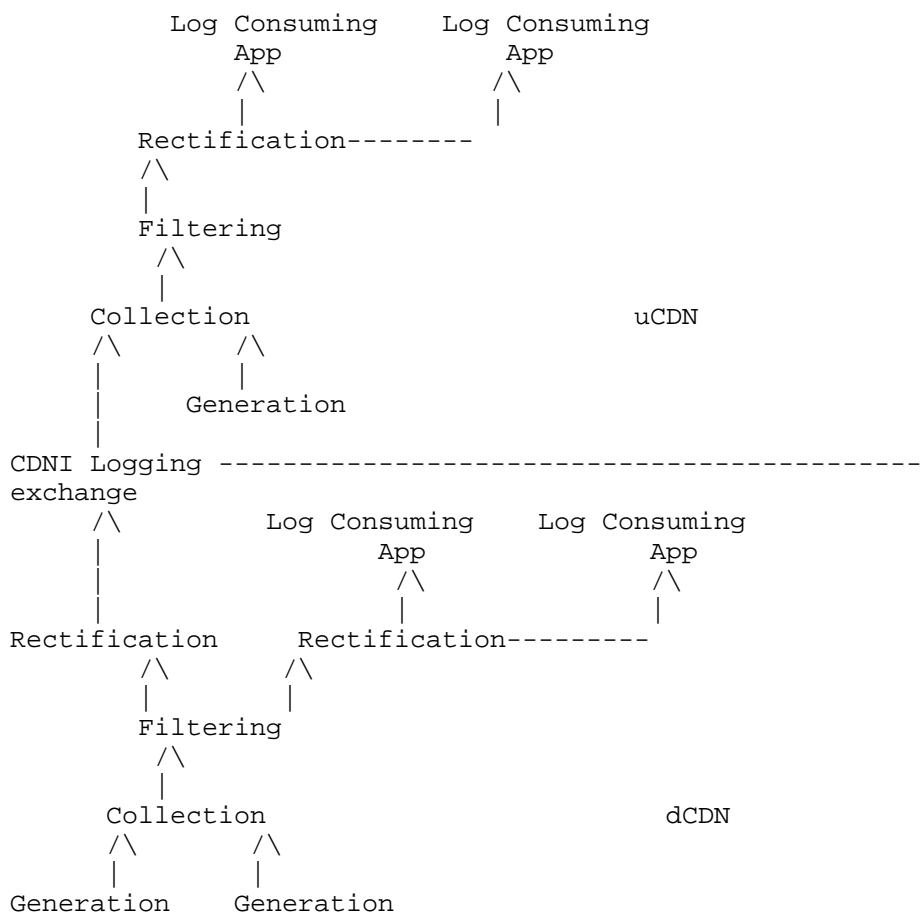 Log Consuming Log Consuming
App App
Rectification--------
Filtering
Collection uCDN
Generation
CDNI Logging --------------------------------------------
exchange
Log Consuming Log Consuming
App App
Rectification Rectification---------
Filtering
Collection dCDN
Generation Generation